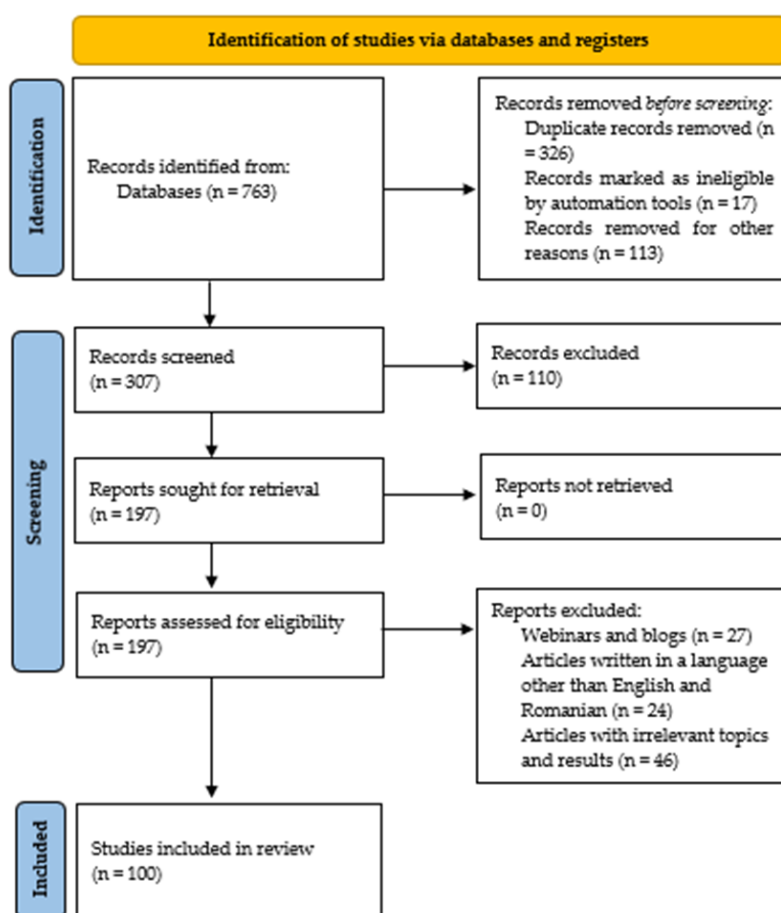 Identification of studies via databases and registers
Identification
Records identified from:
Databases (n = 763)
Records removed before screening:
Duplicate records removed (n
= 326)
Records marked as ineligible
by automation tools (n = 17)
Records removed for other
reasons (n = 113)
Screening
Records screened
(n = 307)
Records excluded
(n = 110)
Reports sought for retrieval
(n = 197)
Reports not retrieved
(n = 0)
Reports assessed for eligibility
(n = 197)
Reports excluded:
Webinars and blogs (n = 27)
Articles written in a language
other than English and
Romanian (n = 24)
Articles with irrelevant topics
and results (n = 46)
Included
Studies included in review
(n = 100)